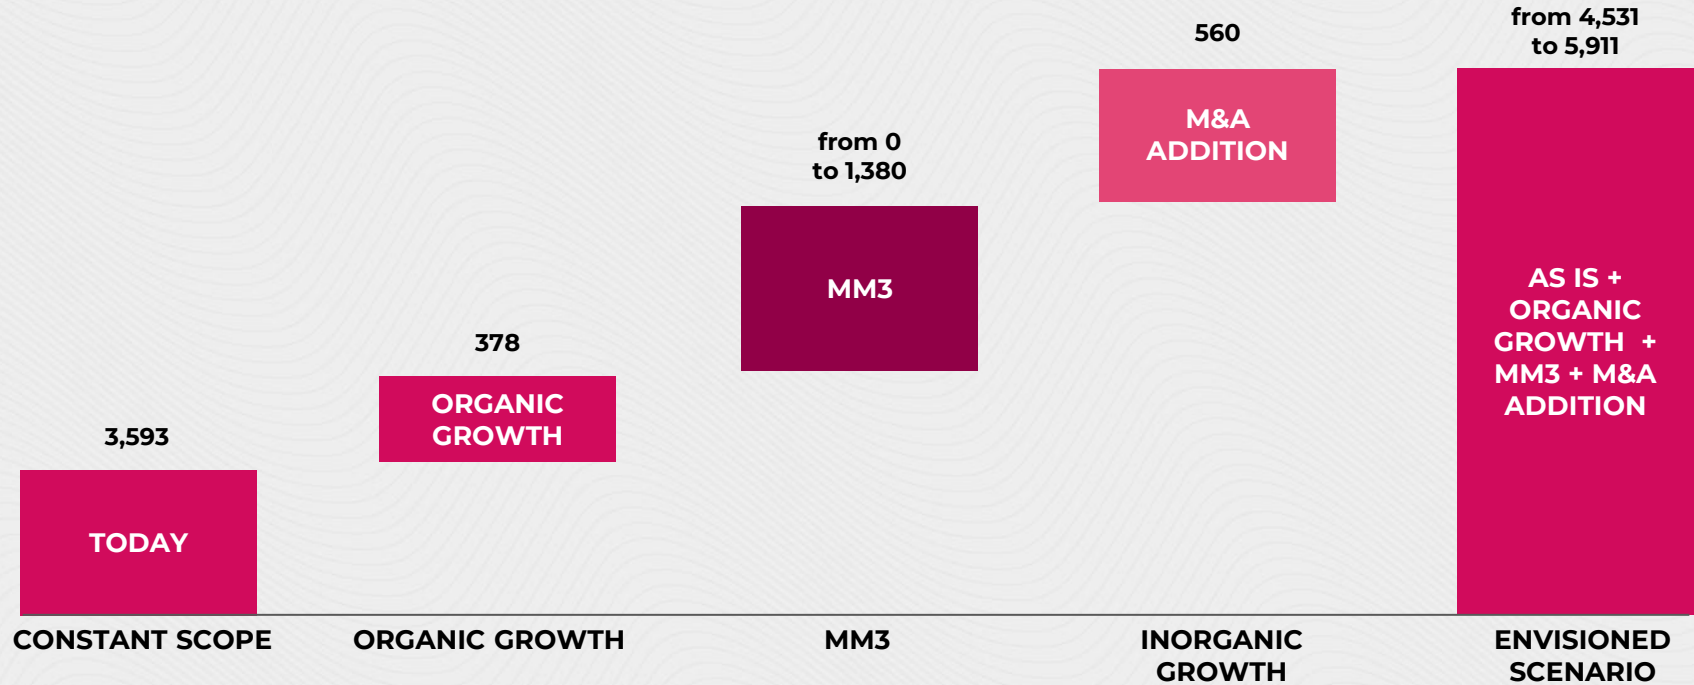 3,593
TODAY
CONSTANT SCOPE
378
ORGANIC
GROWTH
ORGANIC GROWTH
from 0
to 1,380
MM3
MM3
560
M&A
ADDITION
INORGANIC
GROWTH
from 4,531
to 5,911
AS IS +
ORGANIC
GROWTH +
MM3 + M&A
ADDITION
ENVISIONED
SCENARIO